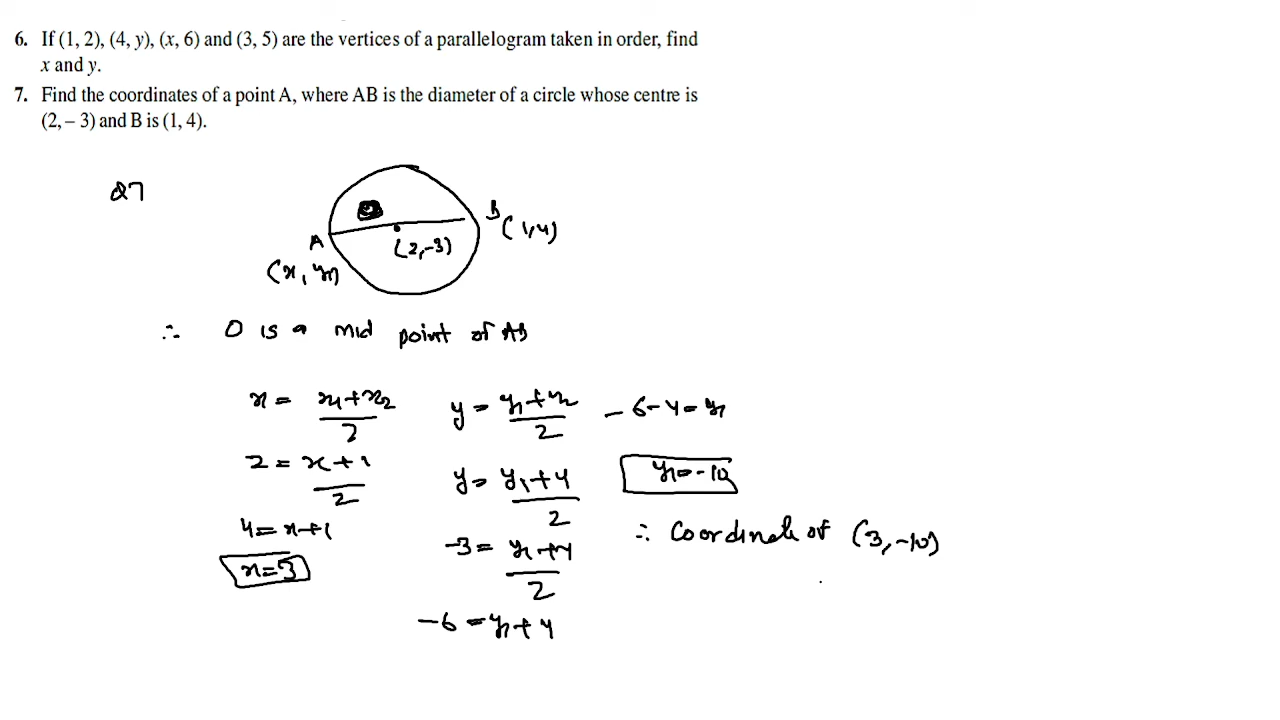 6. If (1, 2), (4, y), (x, 6) and (3, 5) are the vertices of a parallelogram taken in order, find
x and y.
7. Find the coordinates of a point A, where AB is the diameter of a circle whose centre is
(2, – 3) and B is (1, 4).
Q7
B (1,4)
A (2,-3)
(x, y1)
∴ O is a mid point of AB
x = x1+x2/2 y = y1+y2/2 -6-4=y1
2 = x+1/2 y = y1+4/2 y1=-10
4=x+1 -3 = y1+4/2 ∴ Coordinate of (3,-10)
x=3
-6 = y1+4